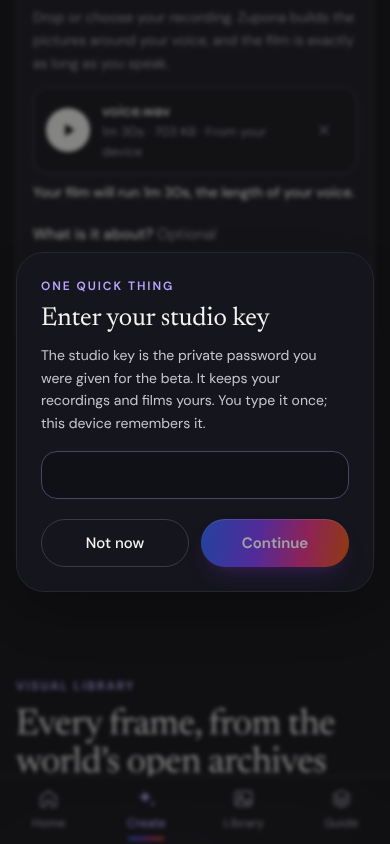 Drop or choose your recording. Zupona builds the
pictures around your voice, and the film is exactly
as long as you speak.
voice.wav
1m 30s · 703 KB · From your
device
Your film will run 1m 30s, the length of your voice.
What is it about? Optional
ONE QUICK THING
Enter your studio key
The studio key is the private password you
were given for the beta. It keeps your
recordings and films yours. You type it once;
this device remembers it.
Not now
Continue
VISUAL LIBRARY
Every frame, from the
world’s open archives
Home
Create
Library
Guide